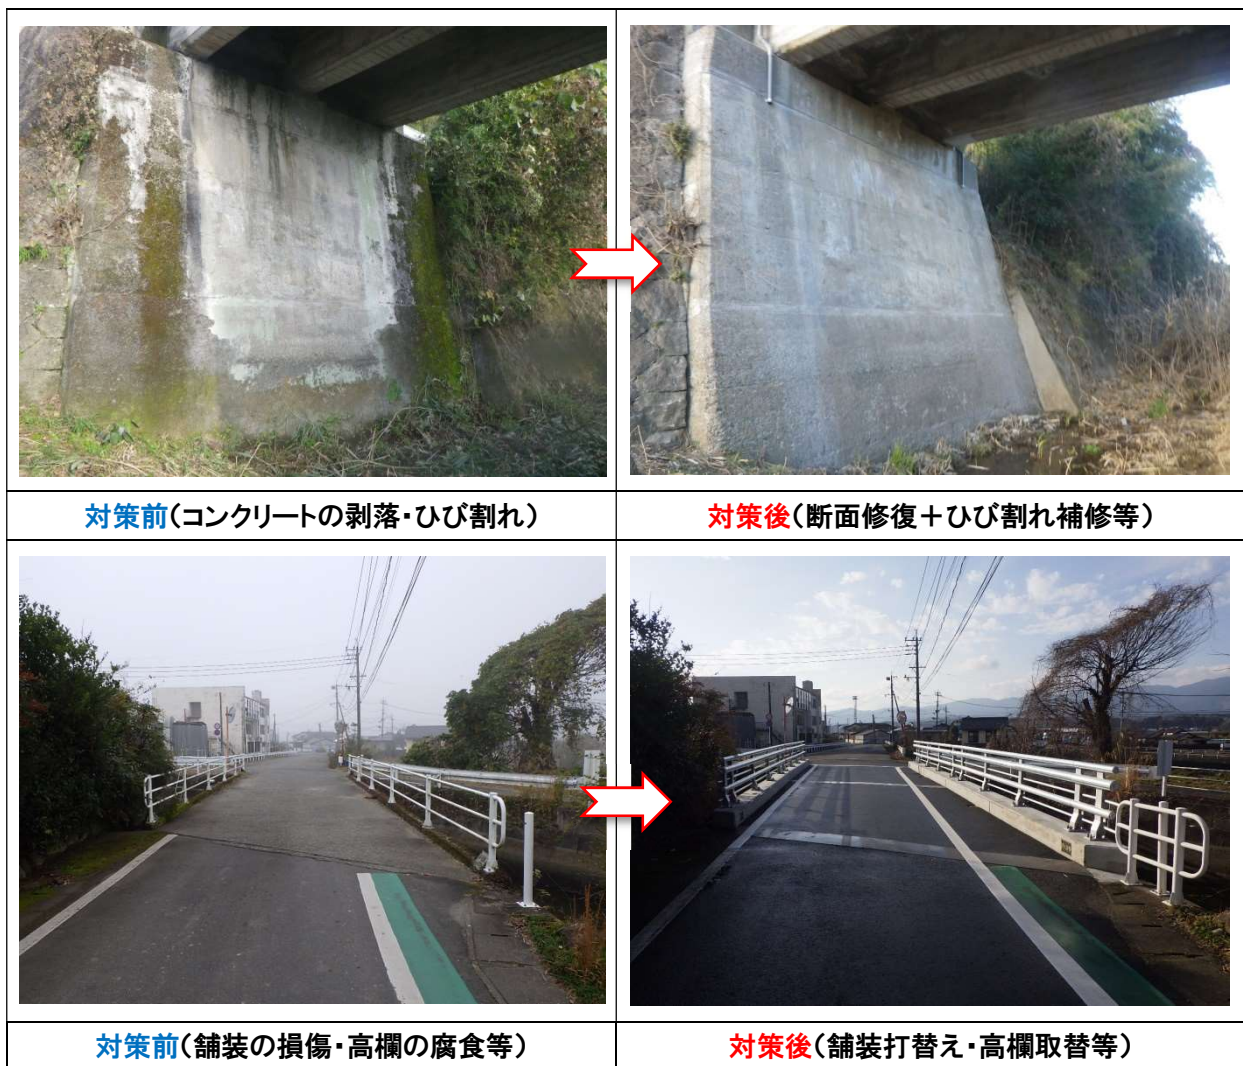 対策前(コンクリートの剥落・ひび割れ)
対策後(断面修復＋ひび割れ補修等)
対策前(舗装の損傷・高欄の腐食等)
対策後(舗装打替え・高欄取替等)